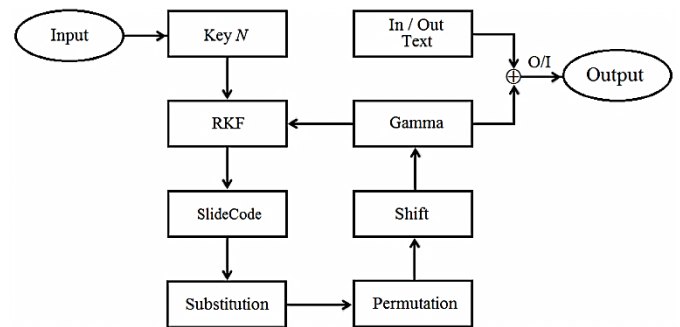 Input
Key N
In / Out
Text
O/I
Output
RKF
Gamma
SlideCode
Shift
Substitution
Permutation